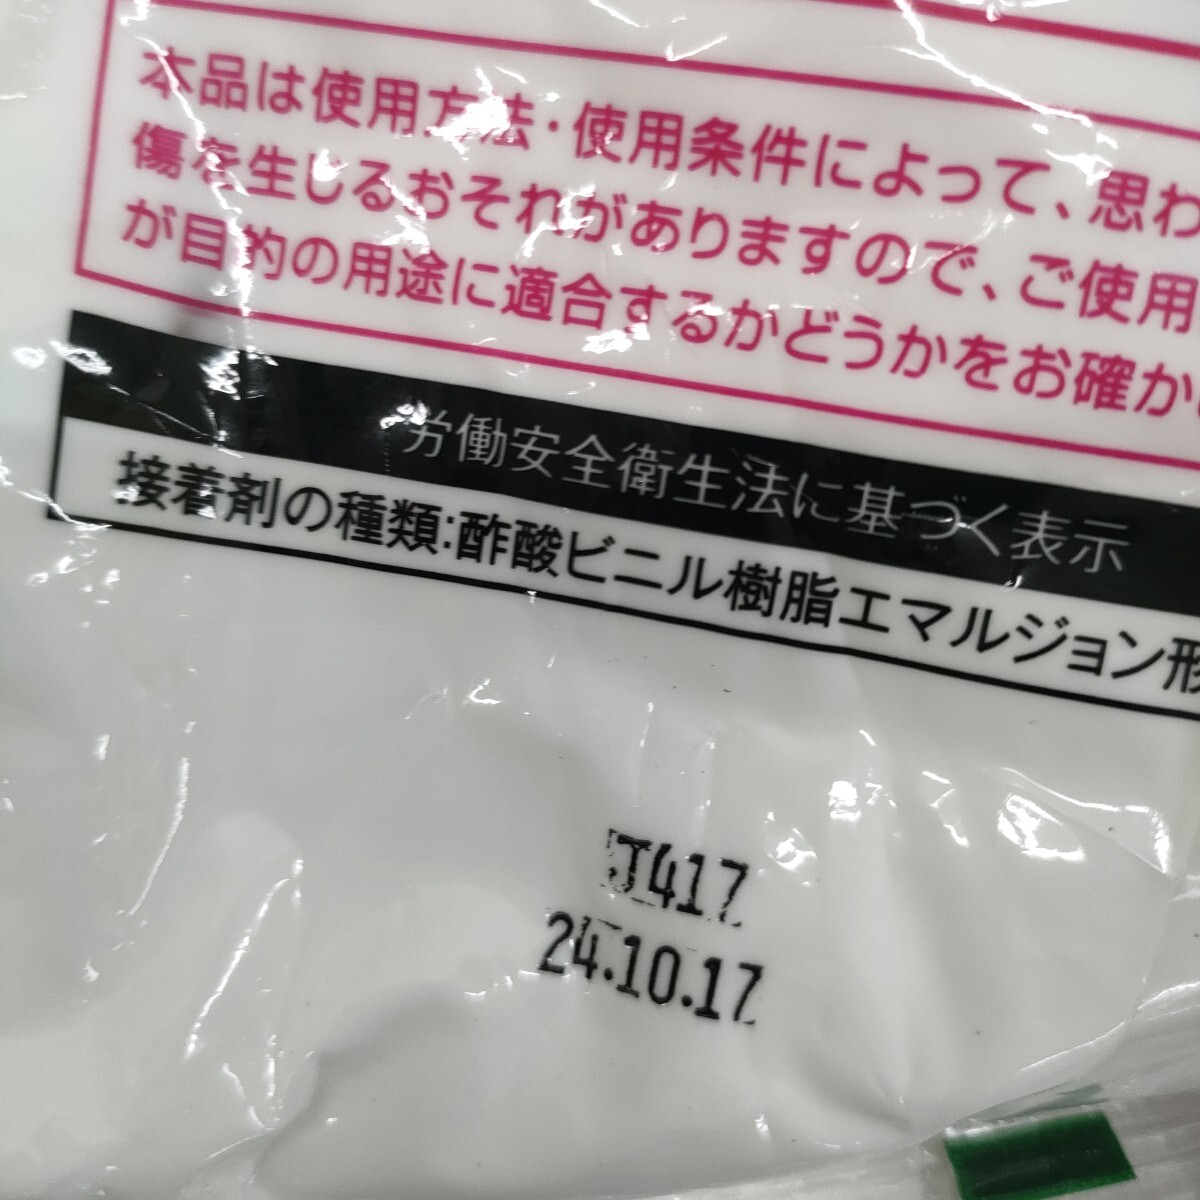 本品は使用方法・使用条件によって、思わ
傷を生じるおそれがありますので、ご使用
が目的の用途に適合するかどうかをお確か
労働安全衛生法に基づく表示
接着剤の種類:酢酸ビニル樹脂エマルジョン形
J417
24.10.17